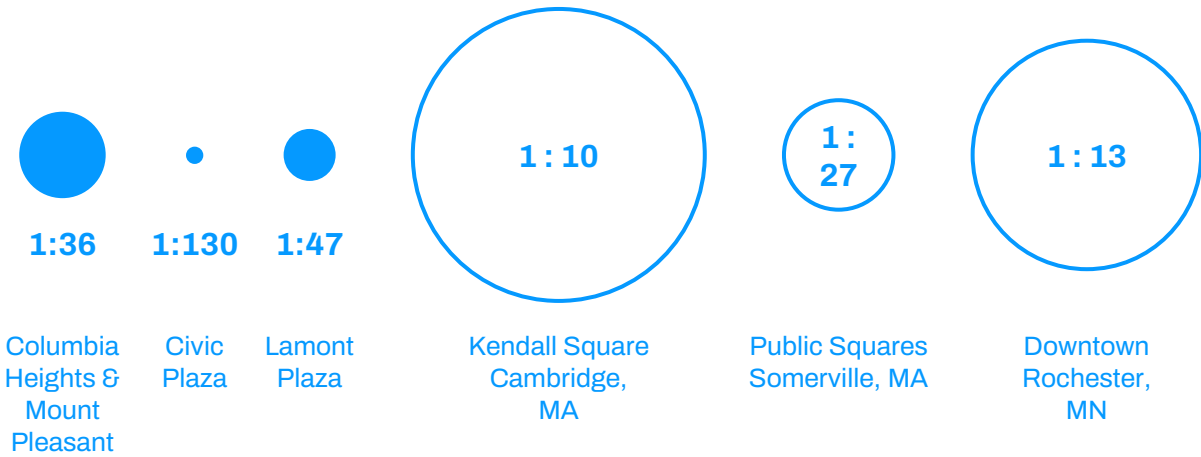 1:36
1:130
1:47
1 : 10
1 :
27
1 : 13
Columbia
Heights &
Mount
Pleasant
Civic
Plaza
Lamont
Plaza
Kendall Square
Cambridge,
MA
Public Squares
Somerville, MA
Downtown
Rochester,
MN